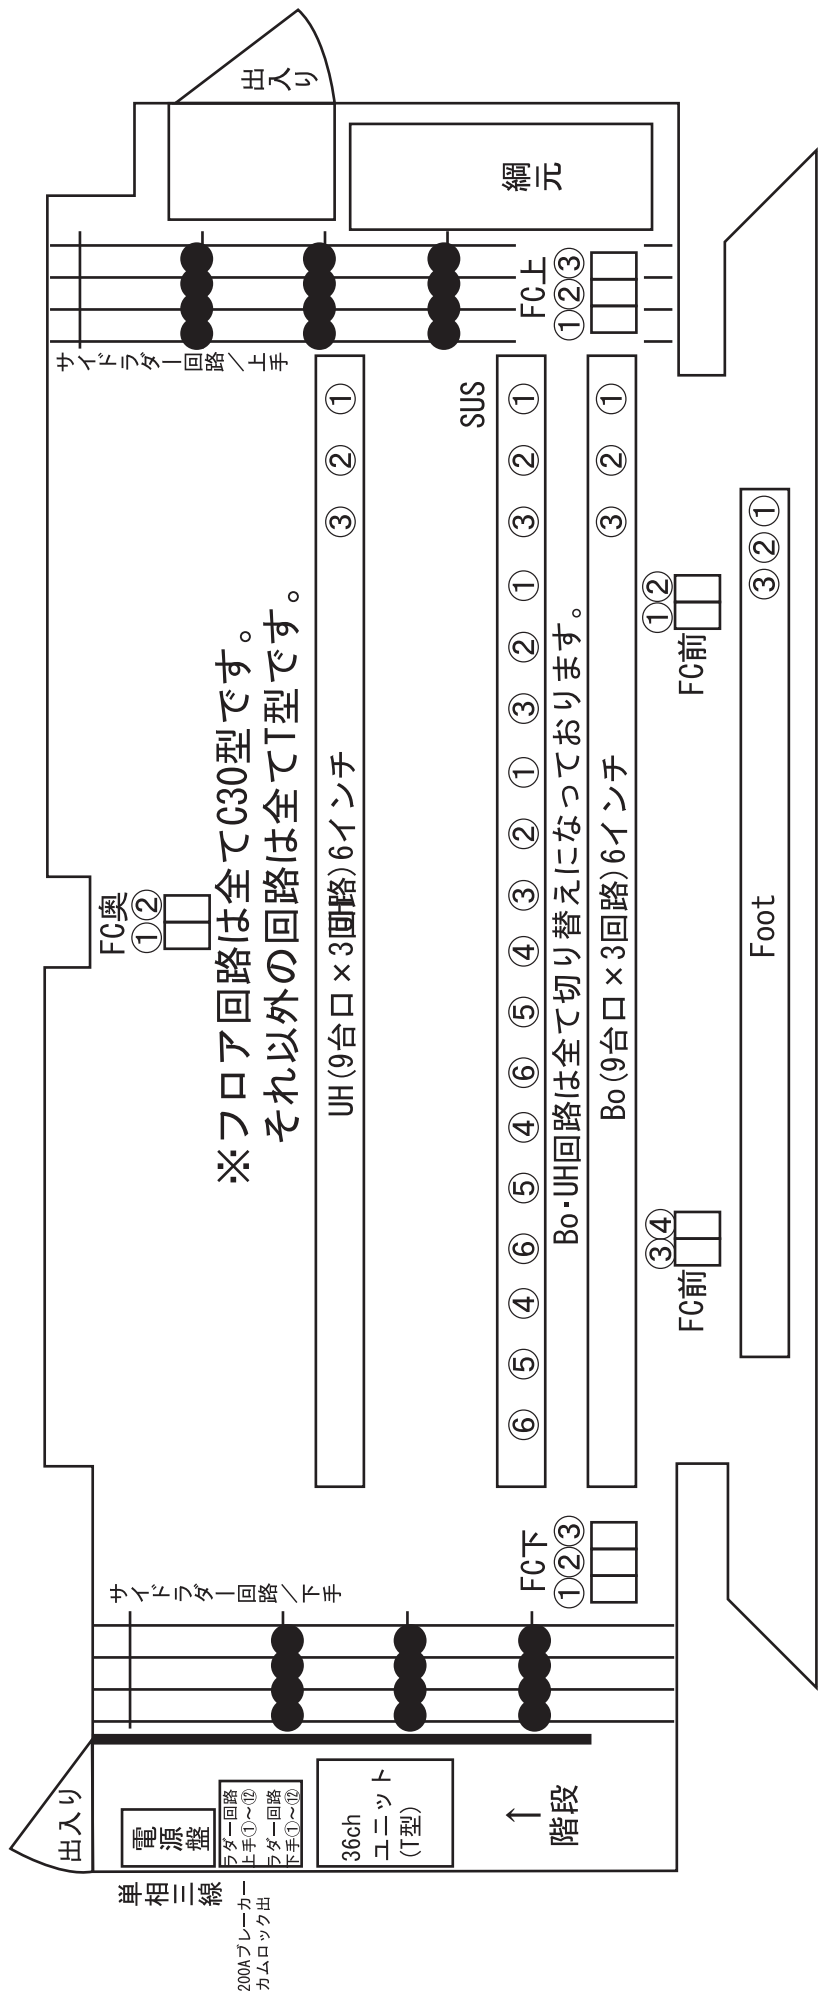 出入り
単相三線
電源盤
200Aブレーカー
カムロック出
ラダー回路
上手①~⑫
ラダー回路
下手①~⑫
36ch
ユニット
(T型)
↑
階段
サイドラダー回路/下手
FC奥
①②
サイドラダー回路/上手
出入り
綱元
※フロア回路は全てC30型です。
それ以外の回路は全てT型です。
UH(9台口×3回路)6インチ
UH
③ ② ①
SUS
⑥ ⑤ ④ ⑥ ⑤ ④ ⑥ ⑤ ④ ③ ② ① ③ ② ① ③ ② ①
Bo・UH回路は全て切り替えになっております。
FC下
①②③
FC上
①②③
Bo(9台口×3回路)6インチ
③ ② ①
③④
FC前
①②
FC前
Foot
③②①